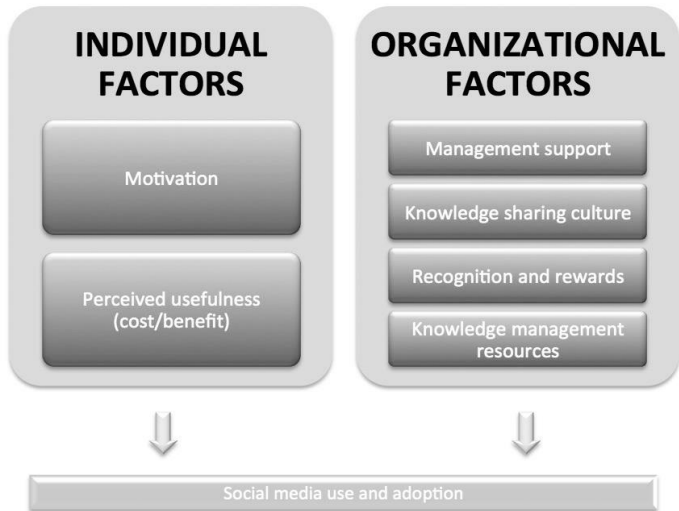 INDIVIDUAL
FACTORS
Motivation
Perceived usefulness
(cost/benefit)
ORGANIZATIONAL
FACTORS
Management support
Knowledge sharing culture
Recognition and rewards
Knowledge management
resources
Social media use and adoption